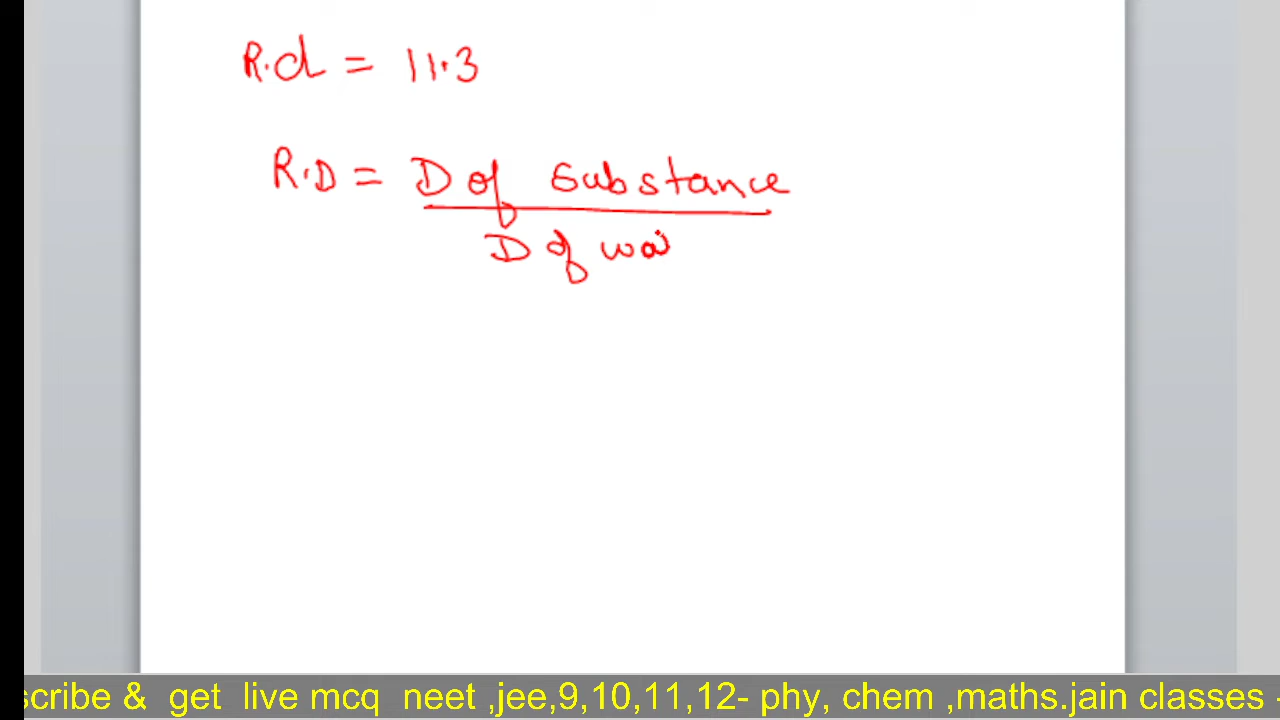 R.d = 11.3
R.D = D of Substance
D of wa
scribe & get live mcq neet ,jee,9,10,11,12- phy, chem ,maths.jain classes -